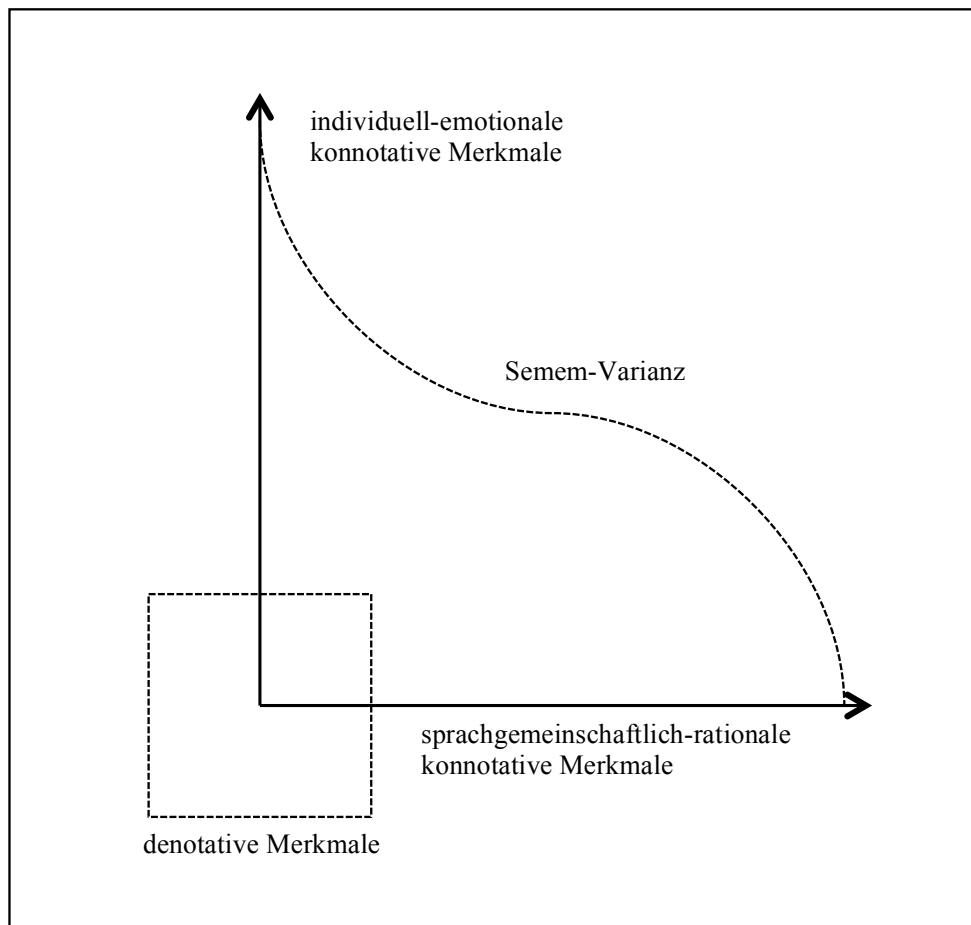 individuell-emotionale
konnotative Merkmale
Semem-Varianz
sprachgemeinschaftlich-rationale
konnotative Merkmale
denotative Merkmale